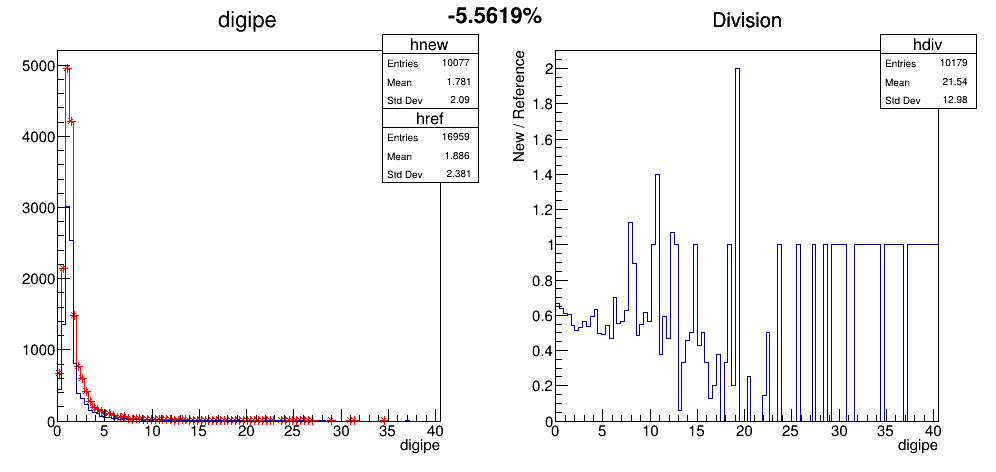 -5.5619%
digipe
hnew
Entries 10077
Mean 1.781
Std Dev 2.09
href
Entries 16959
Mean 1.886
Std Dev 2.381
5000
4000
3000
2000
1000
0
0 5 10 15 20 25 30 35 40
digipe
Division
hdiv
Entries 10179
Mean 21.54
Std Dev 12.98
New / Reference
2
1.8
1.6
1.4
1.2
1
0.8
0.6
0.4
0.2
0
0 5 10 15 20 25 30 35 40
digipe